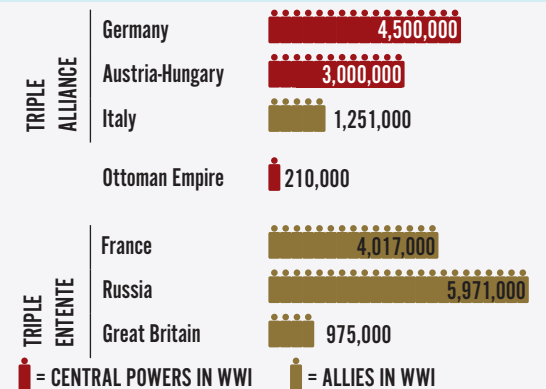 TRIPLE
ALLIANCE
Germany 4,500,000
Austria-Hungary 3,000,000
Italy 1,251,000
Ottoman Empire 210,000
TRIPLE
ENTENTE
France 4,017,000
Russia 5,971,000
Great Britain 975,000
= CENTRAL POWERS IN WWI = ALLIES IN WWI